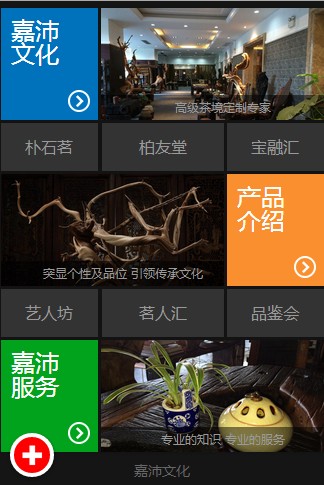 嘉沛
文化
高级茶境定制专家
朴石茗 柏友堂 宝融汇
突显个性及品位 引领传承文化
产品
介绍
艺人坊 茗人汇 品鉴会
嘉沛
服务
专业的知识 专业的服务
嘉沛文化